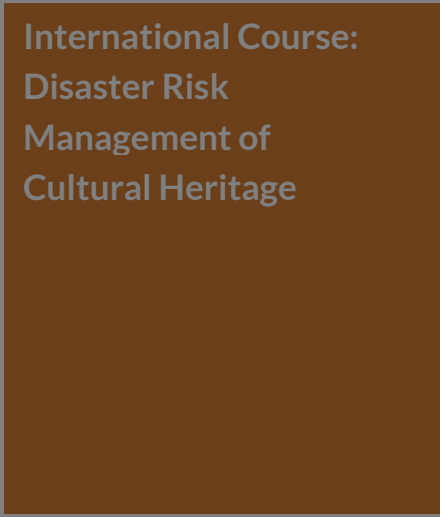 International Course:
Disaster Risk
Management of
Cultural Heritage